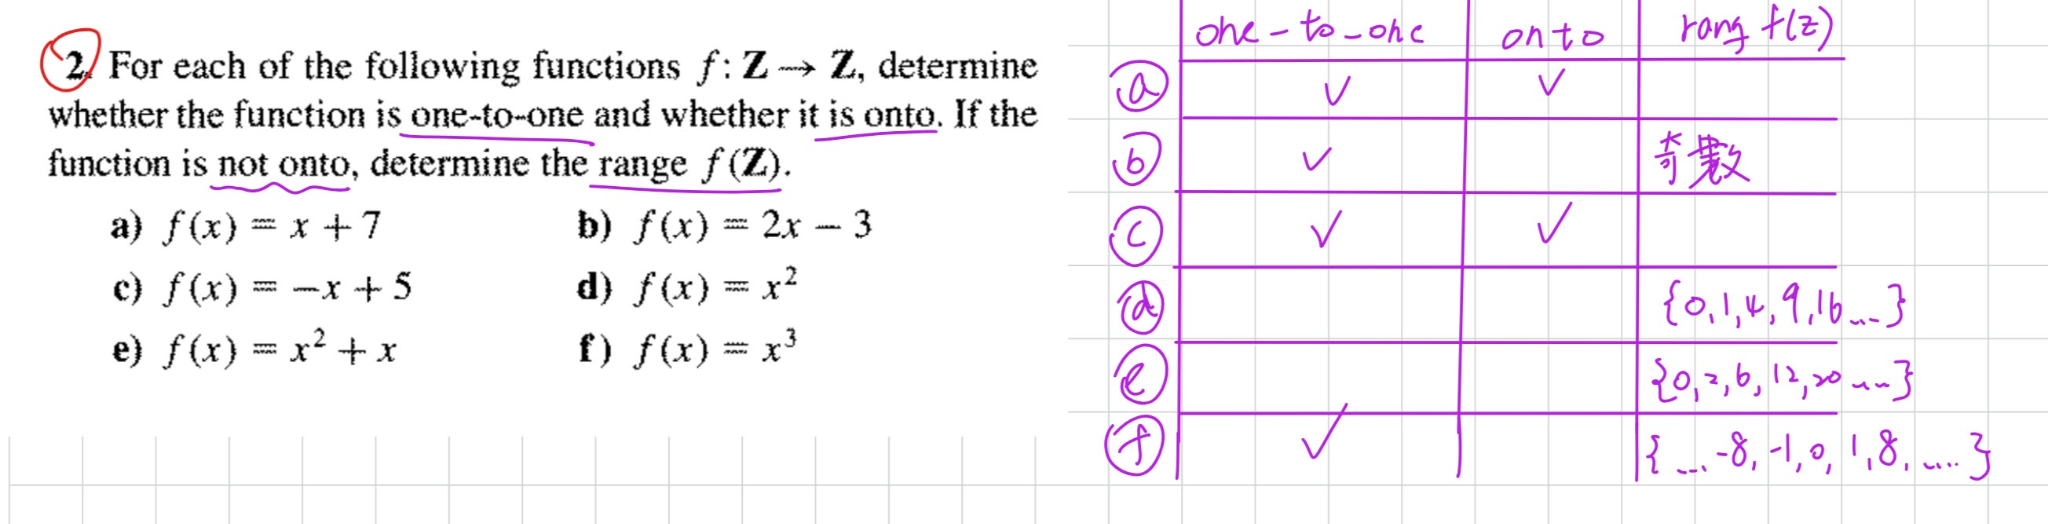 2. For each of the following functions f: Z → Z, determine
whether the function is one-to-one and whether it is onto. If the
function is not onto, determine the range f(Z).
a) f(x) = x + 7 b) f(x) = 2x − 3
c) f(x) = −x + 5 d) f(x) = x²
e) f(x) = x² + x f) f(x) = x³
one-to-one onto rang f(z)
ⓐ ✓ ✓
ⓑ ✓ 奇數
ⓒ ✓ ✓
ⓓ {0,1,4,9,16....}
ⓔ {0,2,6,12,20....}
ⓕ ✓ {...-8,-1,0,1,8,.....}